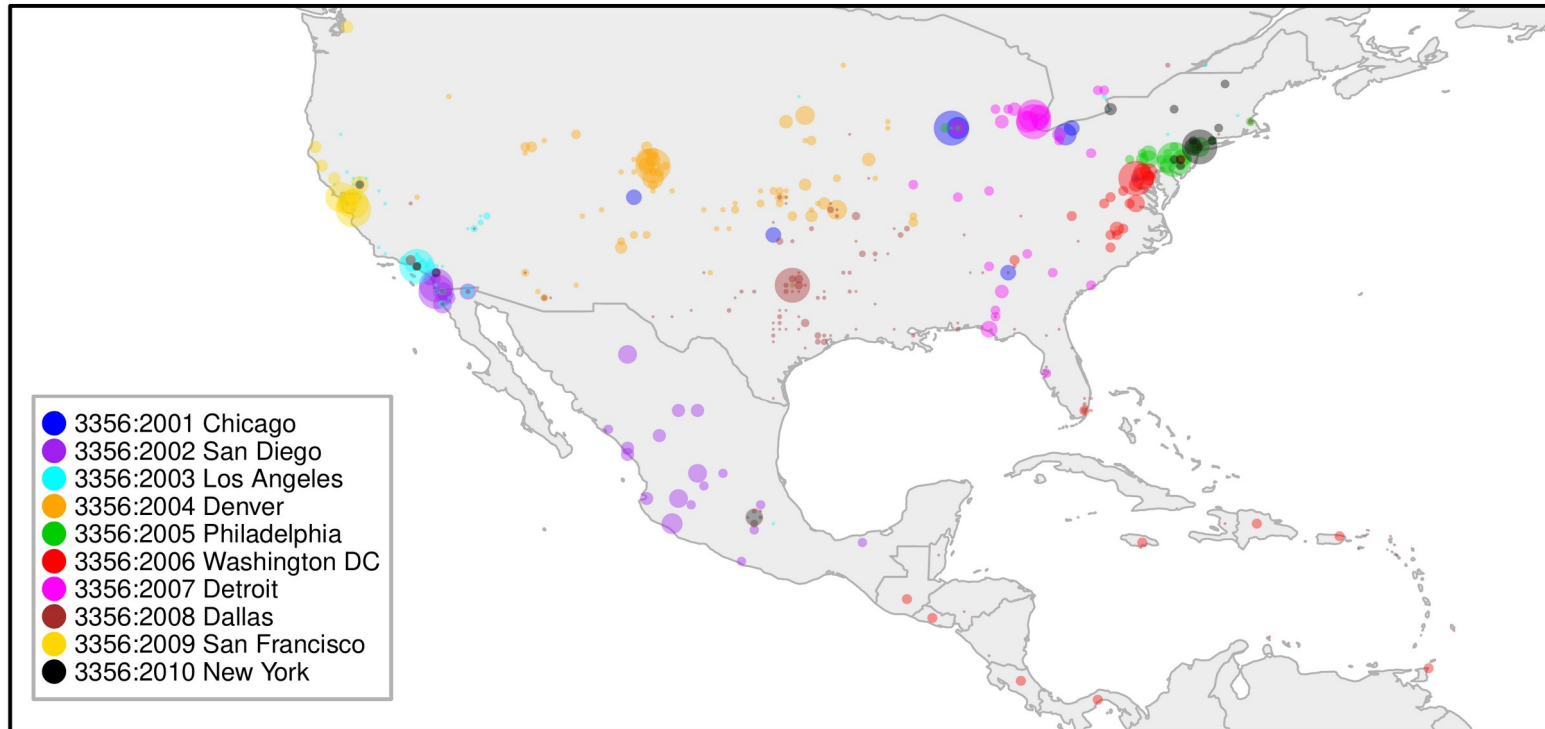 3356:2001 Chicago
3356:2002 San Diego
3356:2003 Los Angeles
3356:2004 Denver
3356:2005 Philadelphia
3356:2006 Washington DC
3356:2007 Detroit
3356:2008 Dallas
3356:2009 San Francisco
3356:2010 New York